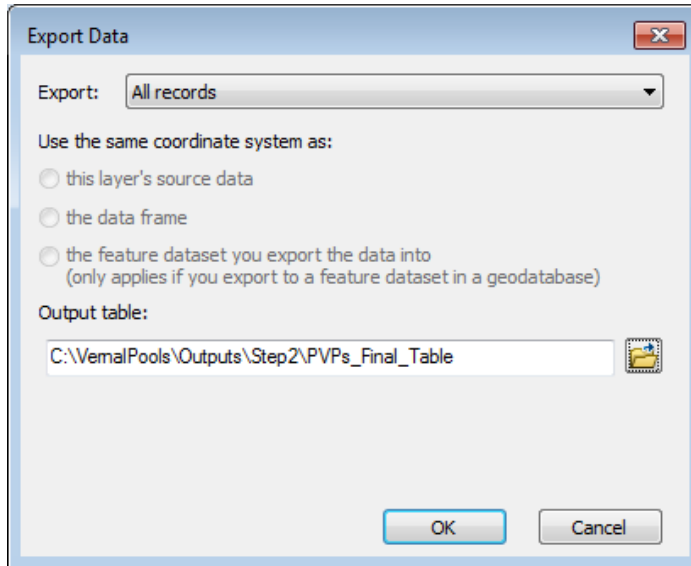 Export Data
Export: All records
Use the same coordinate system as:
this layer's source data
the data frame
the feature dataset you export the data into
(only applies if you export to a feature dataset in a geodatabase)
Output table:
C:\VernalPools\Outputs\Step2\PVPs_Final_Table
OK Cancel